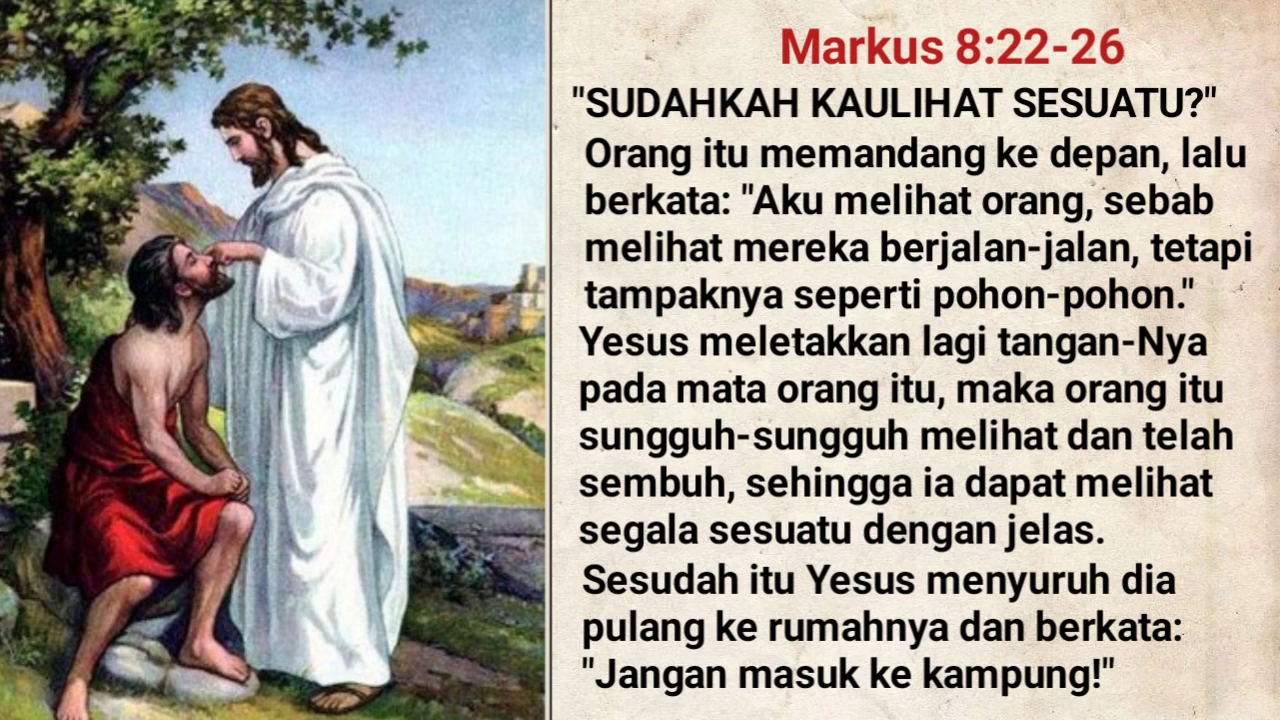 Markus 8:22-26
"SUDAHKAH KAULIHAT SESUATU?"
Orang itu memandang ke depan, lalu
berkata: "Aku melihat orang, sebab
melihat mereka berjalan-jalan, tetapi
tampaknya seperti pohon-pohon."
Yesus meletakkan lagi tangan-Nya
pada mata orang itu, maka orang itu
sungguh-sungguh melihat dan telah
sembuh, sehingga ia dapat melihat
segala sesuatu dengan jelas.
Sesudah itu Yesus menyuruh dia
pulang ke rumahnya dan berkata:
"Jangan masuk ke kampung!"